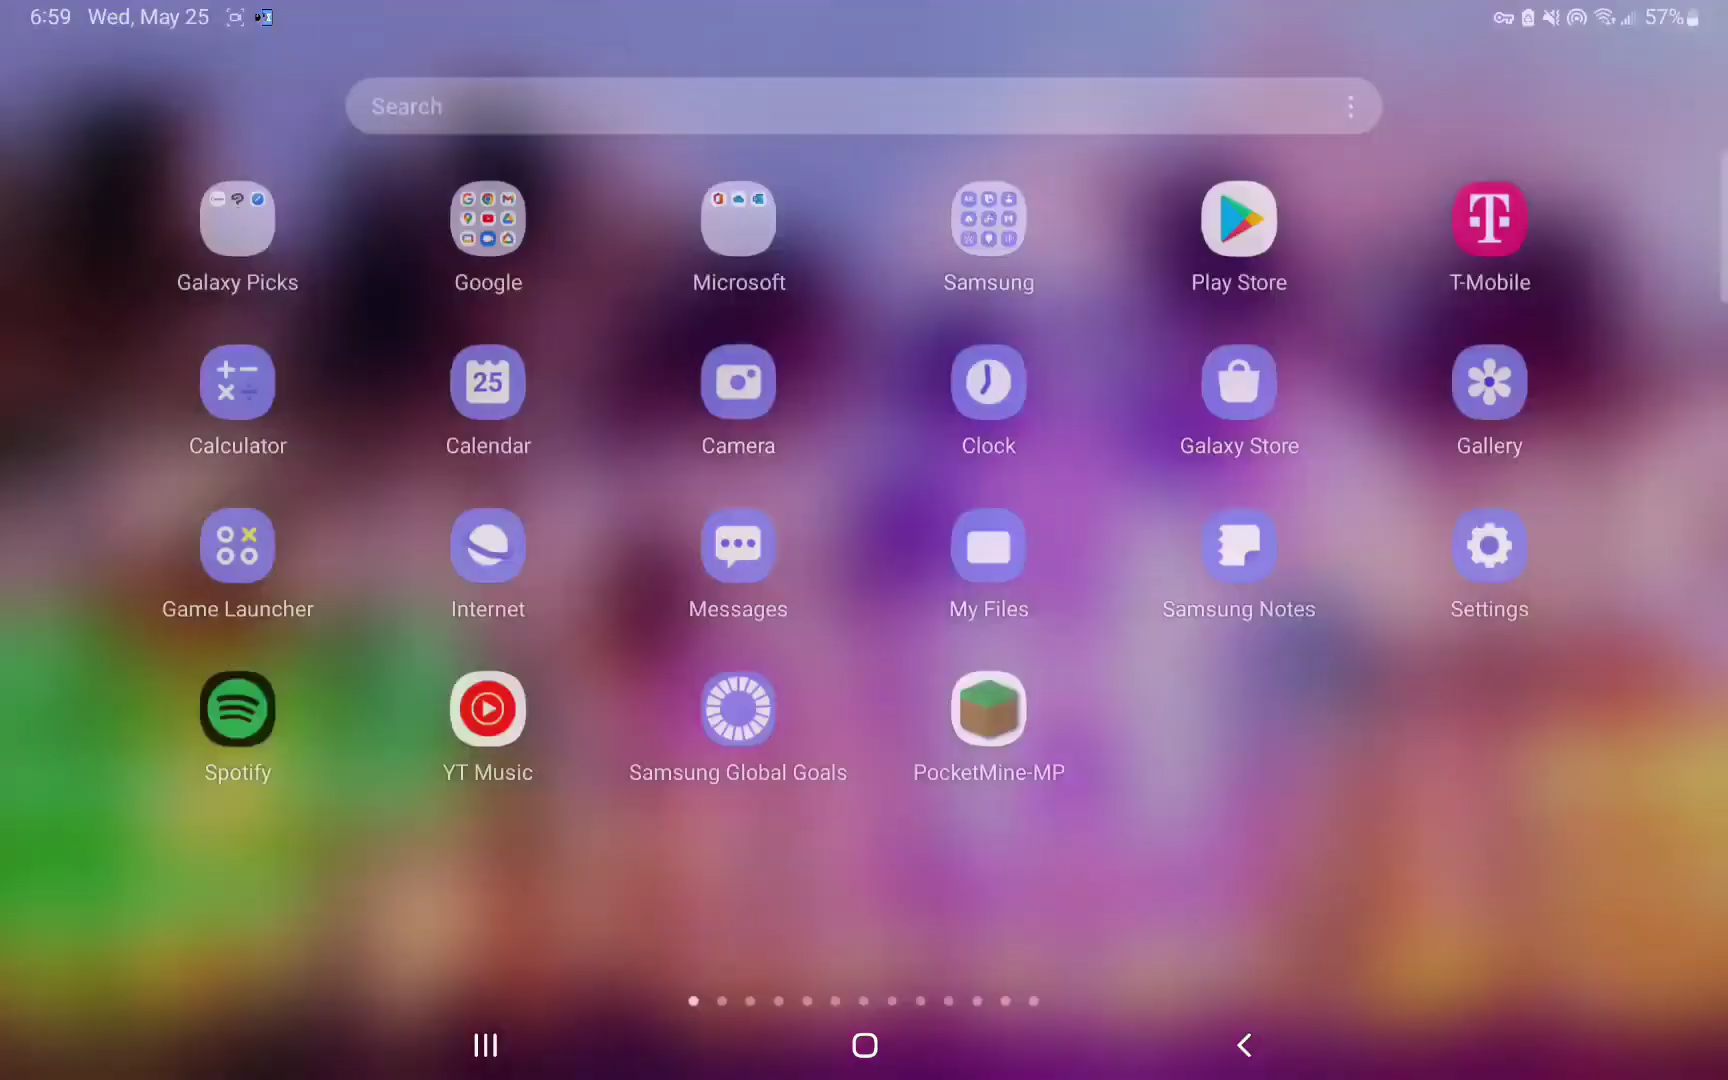 6:59 Wed, May 25 57%
Search
Galaxy Picks Google Microsoft Samsung Play Store T-Mobile
25
Calculator Calendar Camera Clock Galaxy Store Gallery
Game Launcher Internet Messages My Files Samsung Notes Settings
Spotify YT Music Samsung Global Goals PocketMine-MP